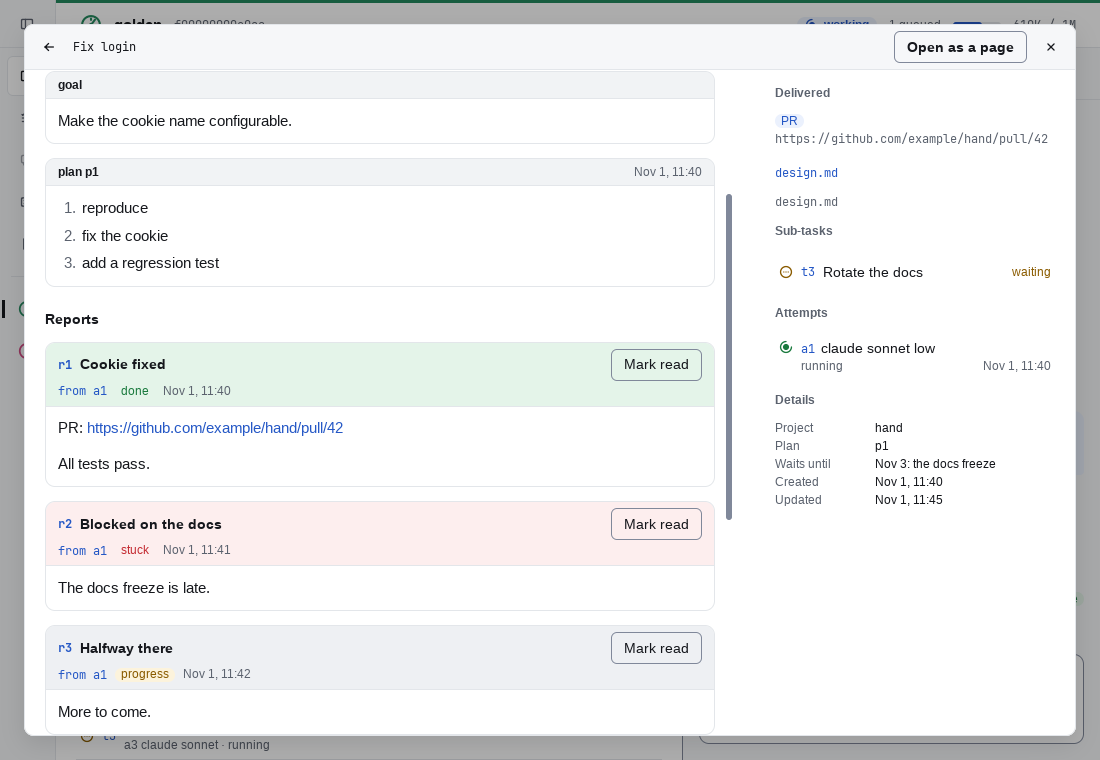 Fix login
Open as a page
goal
Make the cookie name configurable.
plan p1
Nov 1, 11:40
1. reproduce
2. fix the cookie
3. add a regression test
Reports
r1 Cookie fixed
Mark read
from a1 done Nov 1, 11:40
PR: https://github.com/example/hand/pull/42
All tests pass.
r2 Blocked on the docs
Mark read
from a1 stuck Nov 1, 11:41
The docs freeze is late.
r3 Halfway there
Mark read
from a1 progress Nov 1, 11:42
More to come.
Delivered
PR
https://github.com/example/hand/pull/42
design.md
design.md
Sub-tasks
t3 Rotate the docs waiting
Attempts
a1 claude sonnet low
running Nov 1, 11:40
Details
Project hand
Plan p1
Waits until Nov 3: the docs freeze
Created Nov 1, 11:40
Updated Nov 1, 11:45
a3 claude sonnet · running